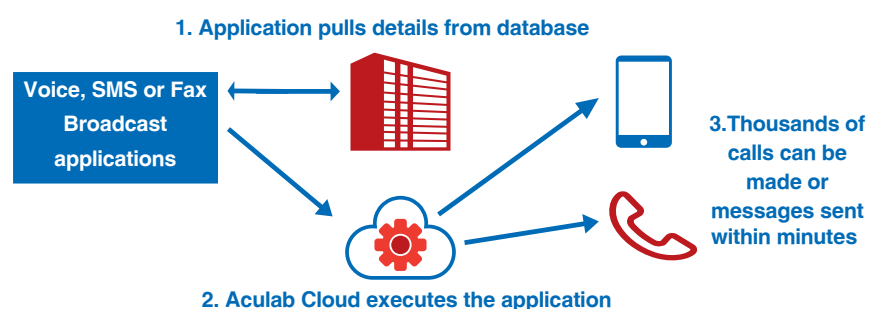 1. Application pulls details from database
Voice, SMS or Fax
Broadcast
applications
3.Thousands of
calls can be
made or
messages sent
within minutes
2. Aculab Cloud executes the application